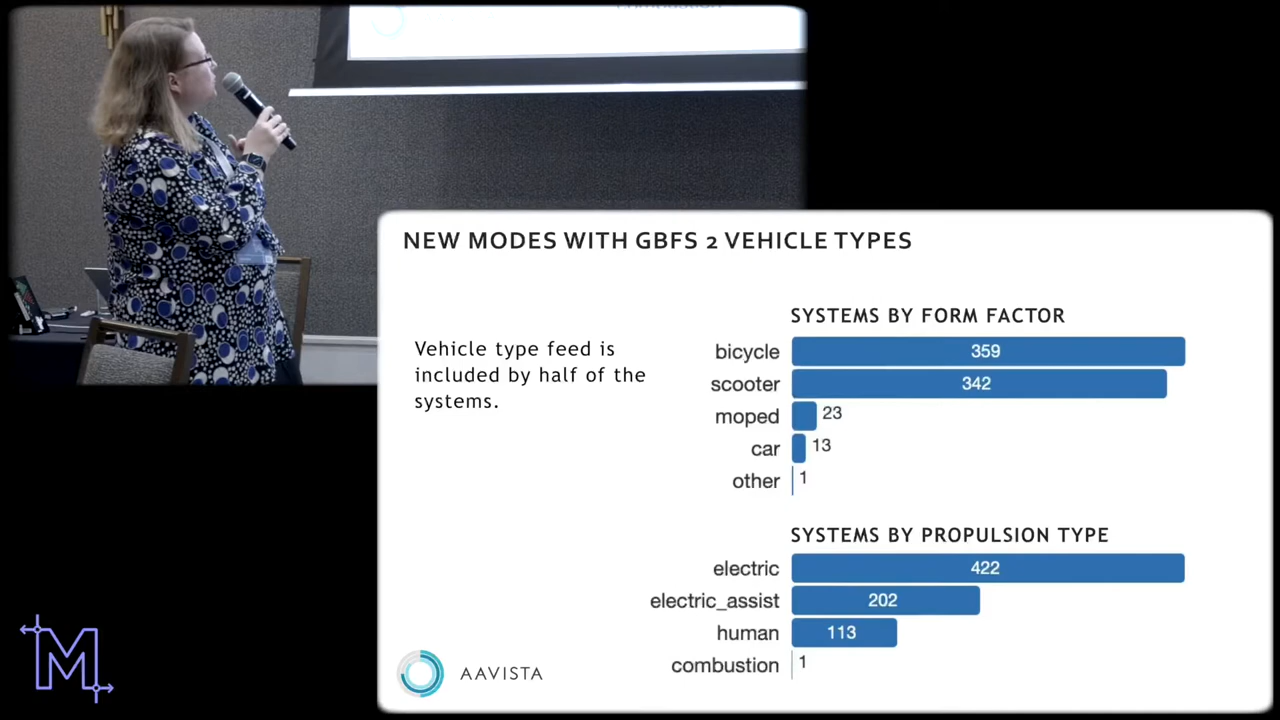 NEW MODES WITH GBFS 2 VEHICLE TYPES
Vehicle type feed is
included by half of the
systems.
SYSTEMS BY FORM FACTOR
bicycle 359
scooter 342
moped 23
car 13
other 1
SYSTEMS BY PROPULSION TYPE
electric 422
electric_assist 202
human 113
combustion 1
AAVISTA
M